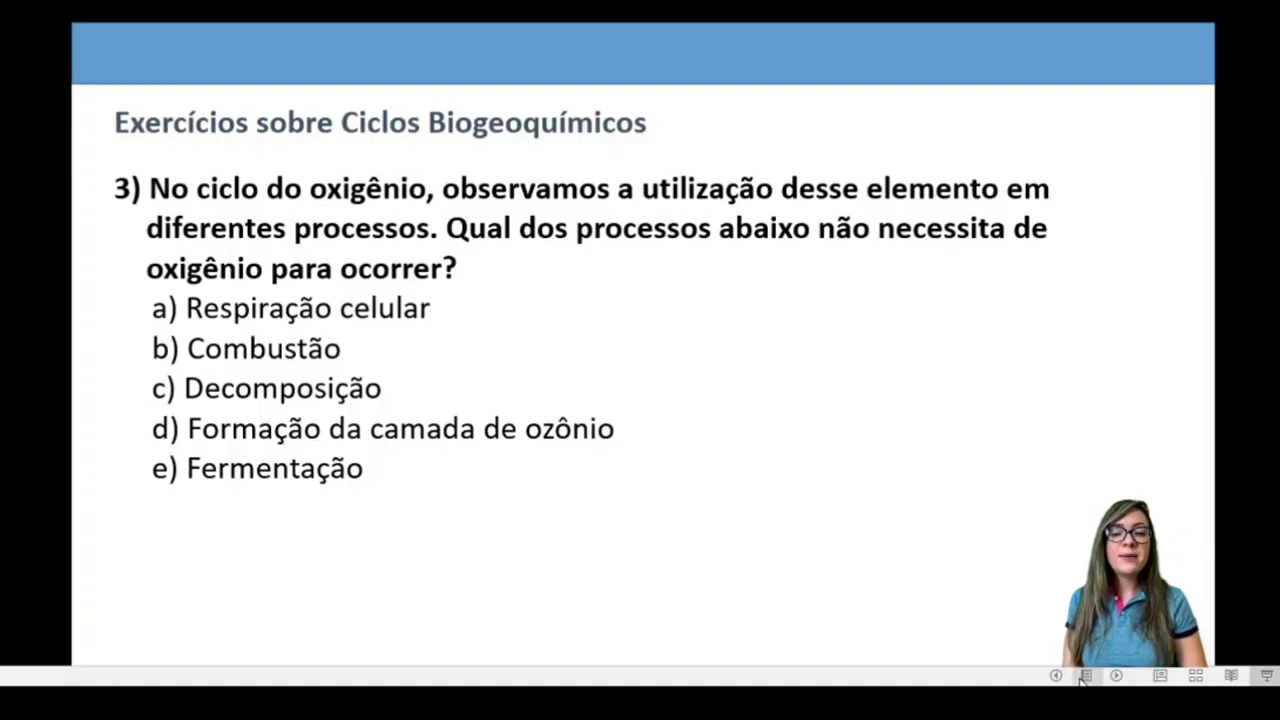 Exercícios sobre Ciclos Biogeoquímicos
3) No ciclo do oxigênio, observamos a utilização desse elemento em
diferentes processos. Qual dos processos abaixo não necessita de
oxigênio para ocorrer?
a) Respiração celular
b) Combustão
c) Decomposição
d) Formação da camada de ozônio
e) Fermentação